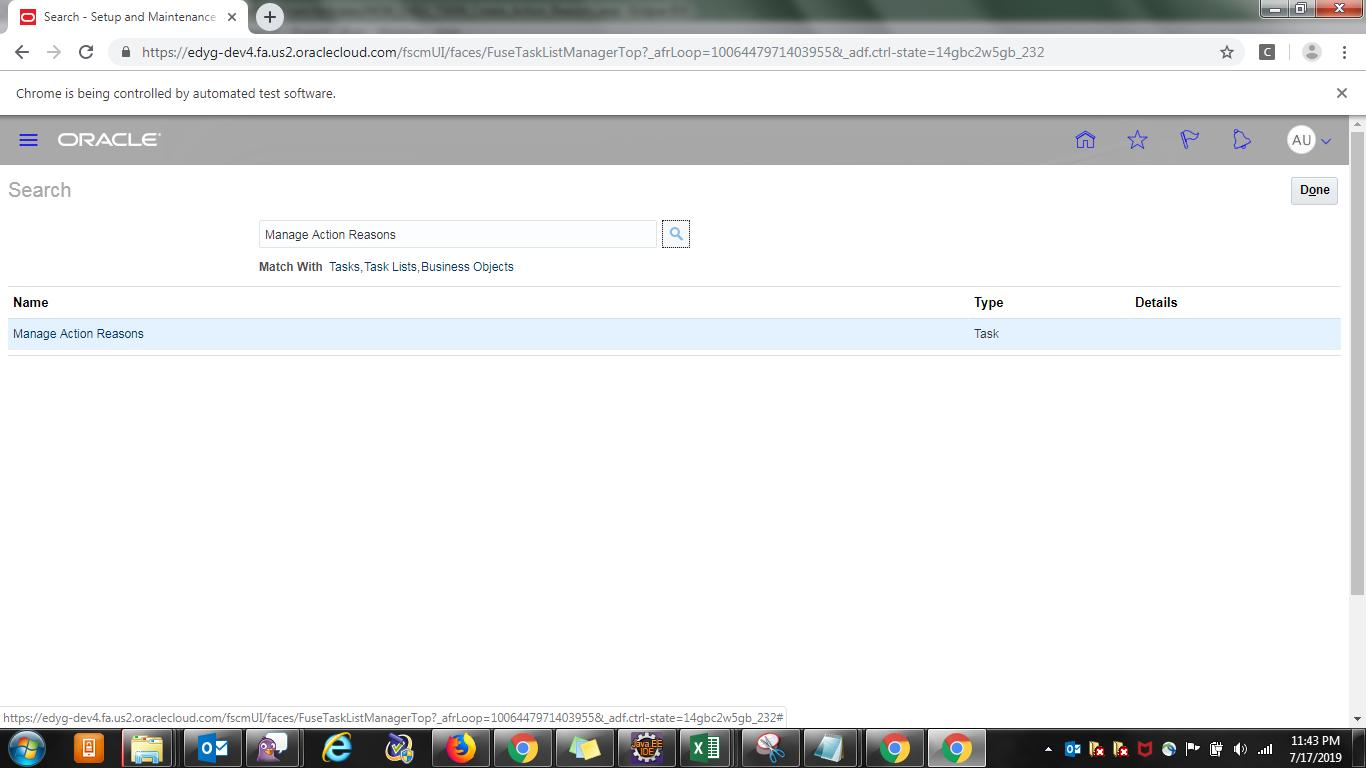 Search - Setup and Maintenance
https://edyg-dev4.fa.us2.oraclecloud.com/fscmUI/faces/FuseTaskListManagerTop?_afrLoop=1006447971403955&_adf.ctrl-state=14gbc2w5gb_232
C
Chrome is being controlled by automated test software.
ORACLE
AU
Search
Done
Manage Action Reasons
Match With Tasks, Task Lists, Business Objects
Name Type Details
Manage Action Reasons Task
https://edyg-dev4.fa.us2.oraclecloud.com/fscmUI/faces/FuseTaskListManagerTop?_afrLoop=1006447971403955&_adf.ctrl-state=14gbc2w5gb_232#
Java EE
IDE
11:43 PM
7/17/2019